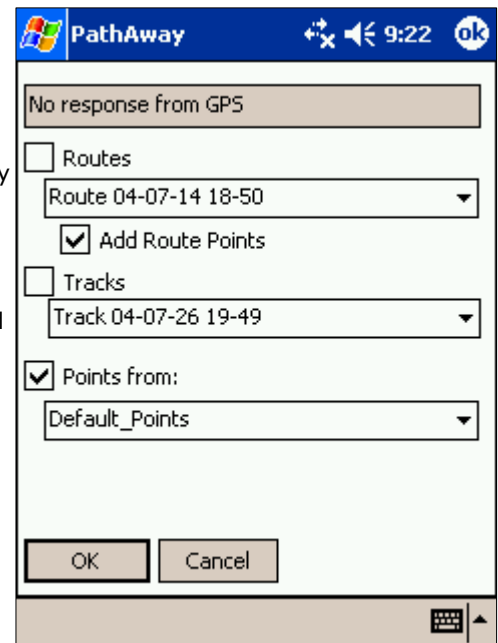 PathAway 9:22 ok
No response from GPS
Routes
y
Route 04-07-14 18-50
Add Route Points
Tracks
Track 04-07-26 19-49
Points from:
Default_Points
OK Cancel